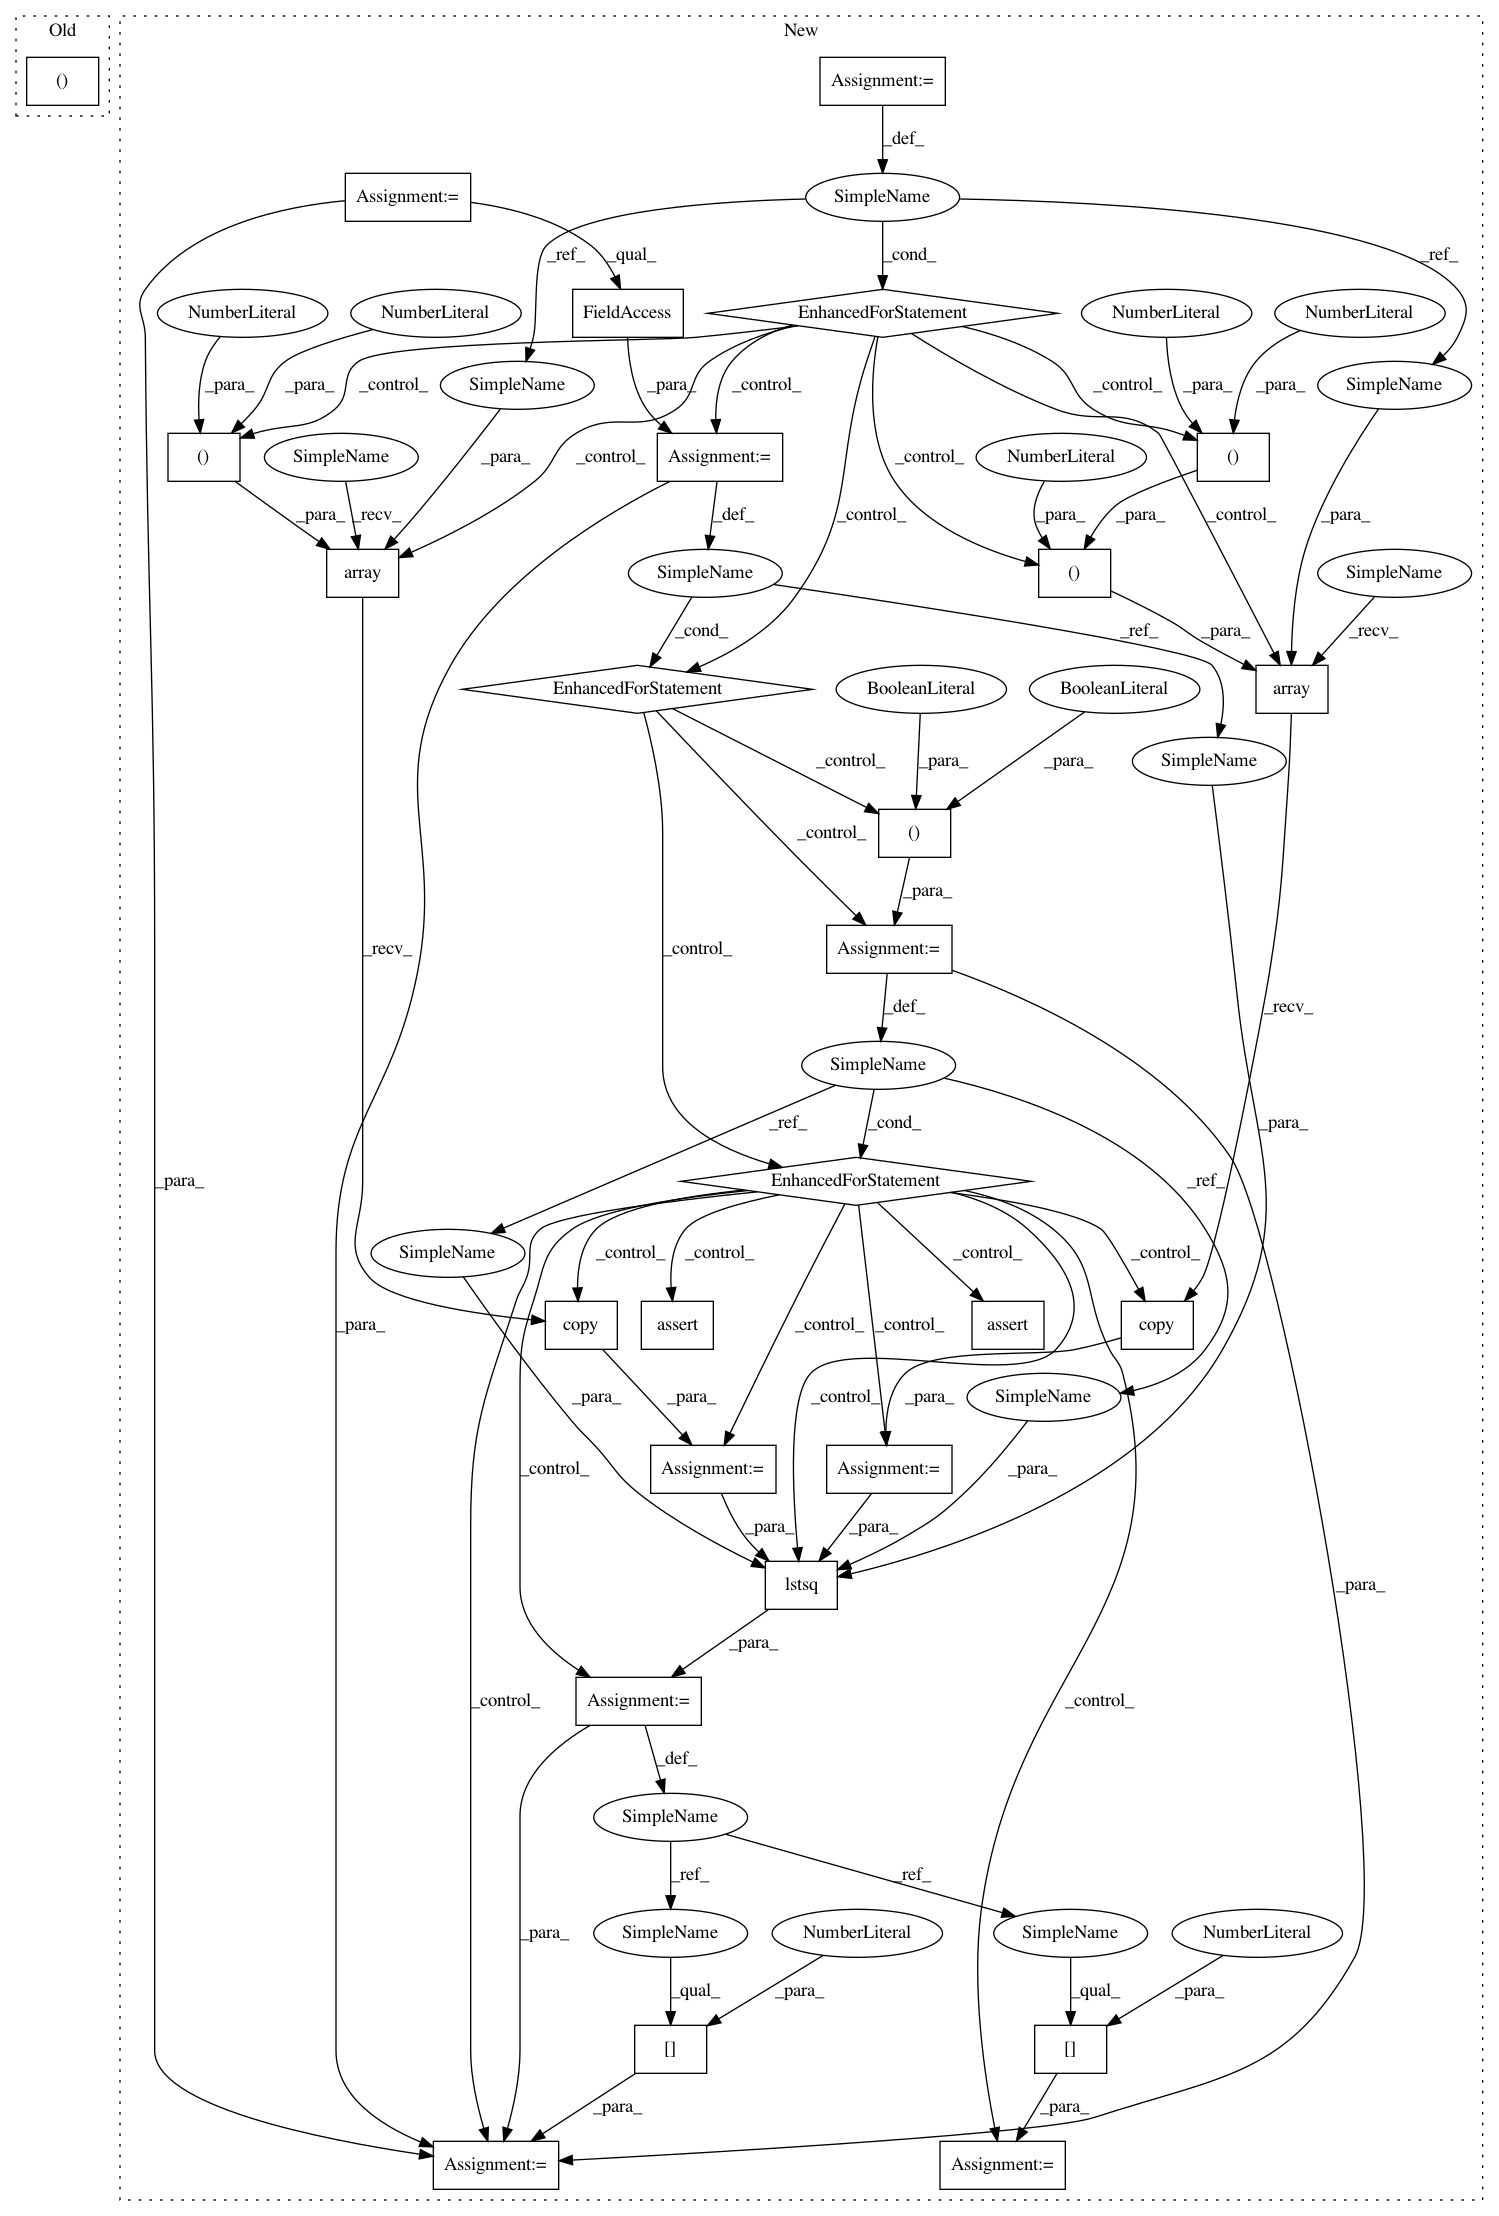 Old
New
()
Assignment:=
_def_
Assignment:=
SimpleName
_ref_
_qual_
_cond_
_ref_
NumberLiteral
NumberLiteral
FieldAccess
EnhancedForStatement
NumberLiteral
NumberLiteral
_para_
_para_
_control_
SimpleName
_para_
_control_
_control_
_para_
_para_
SimpleName
()
SimpleName
_para_
_control_
Assignment:=
_control_
NumberLiteral
()
_para_
_recv_
_def_
_control_
_para_
_para_
_control_
_para_
array
SimpleName
()
SimpleName
_cond_
_ref_
_para_
_recv_
EnhancedForStatement
BooleanLiteral
BooleanLiteral
array
_control_
_para_
_para_
SimpleName
_control_
()
_para_
_recv_
_control_
Assignment:=
_def_
_recv_
SimpleName
_ref_
_cond_
_para_
_para_
EnhancedForStatement
_ref_
SimpleName
_control_
_control_
_control_
_control_
copy
assert
_control_
_control_
assert
copy
_para_
_para_
_para_
_control_
_para_
SimpleName
_control_
Assignment:=
Assignment:=
_para_
_para_
_para_
lstsq
_para_
_para_
_control_
Assignment:=
_control_
_def_
SimpleName
_ref_
_ref_
_para_
SimpleName
NumberLiteral
SimpleName
NumberLiteral
_qual_
_para_
_qual_
_para_
[]
[]
_para_
_para_
Assignment:=
Assignment:=